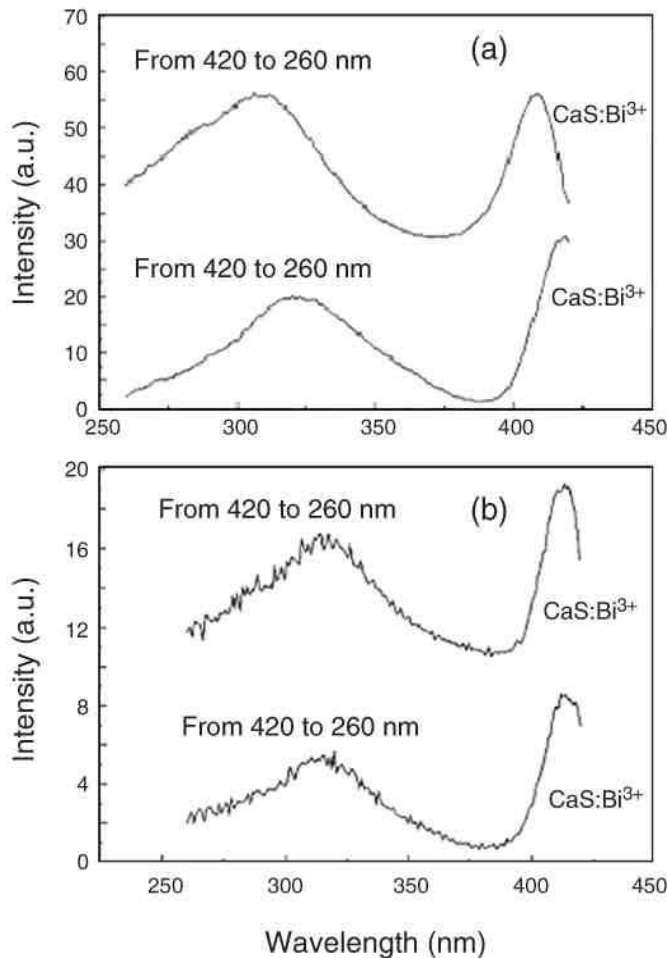 70
(a)
From 420 to 260 nm
60
CaS:Bi³⁺
50
40
Intensity (a.u.)
30
From 420 to 260 nm
CaS:Bi³⁺
20
10
0
250 300 350 400 450
20
(b)
From 420 to 260 nm
16
CaS:Bi³⁺
12
Intensity (a.u.)
8
From 420 to 260 nm
CaS:Bi³⁺
4
0
250 300 350 400 450
Wavelength (nm)